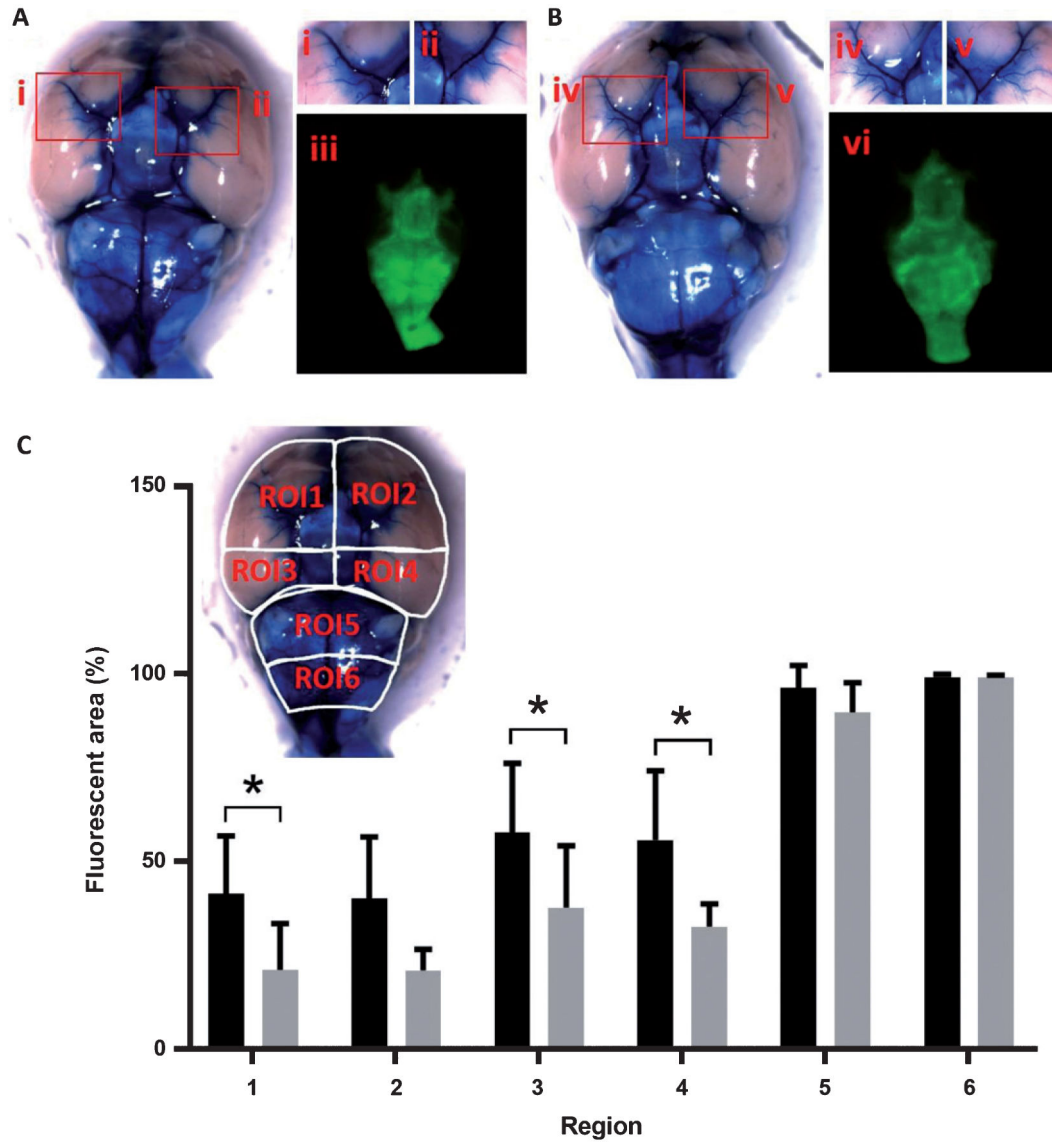 A
B
i
ii
iv
v
i
ii
iv
v
iii
vi
C
150
100
50
0
Fluorescent area (%)
ROI1
ROI2
ROI3
ROI4
ROI5
ROI6
*
*
*
1
2
3
4
5
6
Region